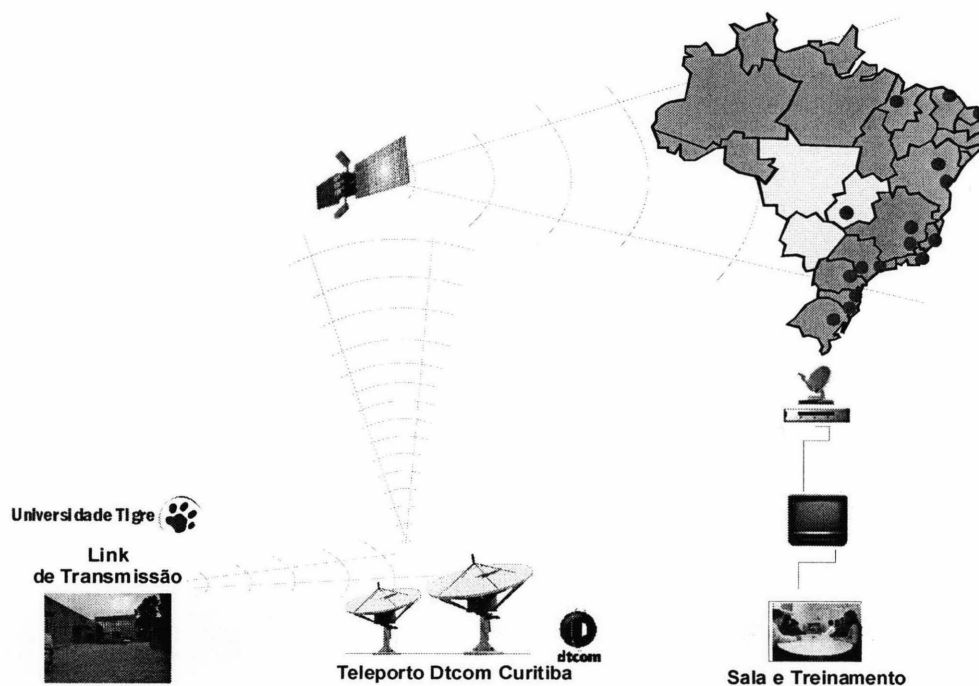 Universidade Tigre
Link
de Transmissão
dtcom
Teleporto Dtcom Curitiba
Sala e Treinamento